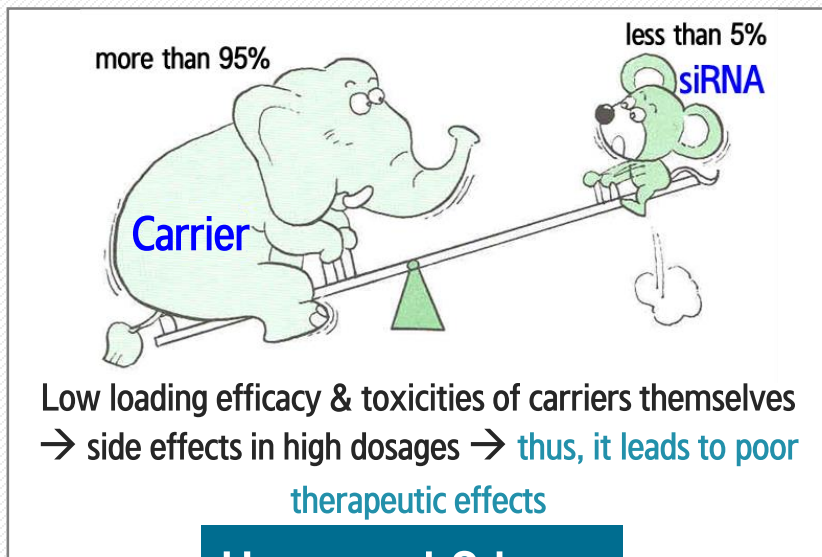 more than 95%
less than 5%
siRNA
Carrier
Low loading efficacy & toxicities of carriers themselves
→ side effects in high dosages → thus, it leads to poor
therapeutic effects